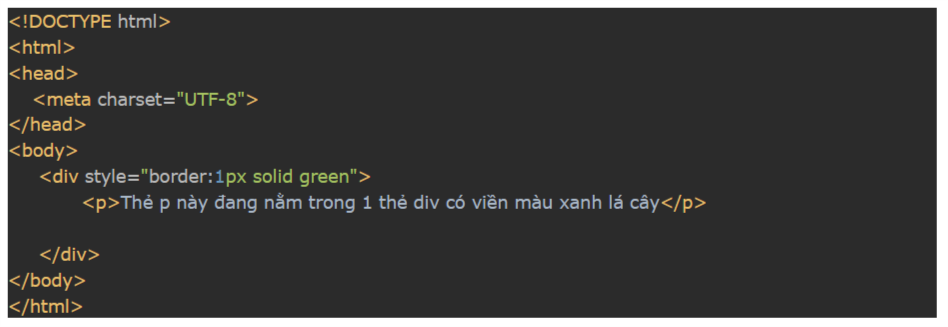 <!DOCTYPE html>
<html>
<head>
<meta charset="UTF-8">
</head>
<body>
<div style="border:1px solid green">
<p>Thẻ p này đang nằm trong 1 thẻ div có viền màu xanh lá cây</p>
</div>
</body>
</html>